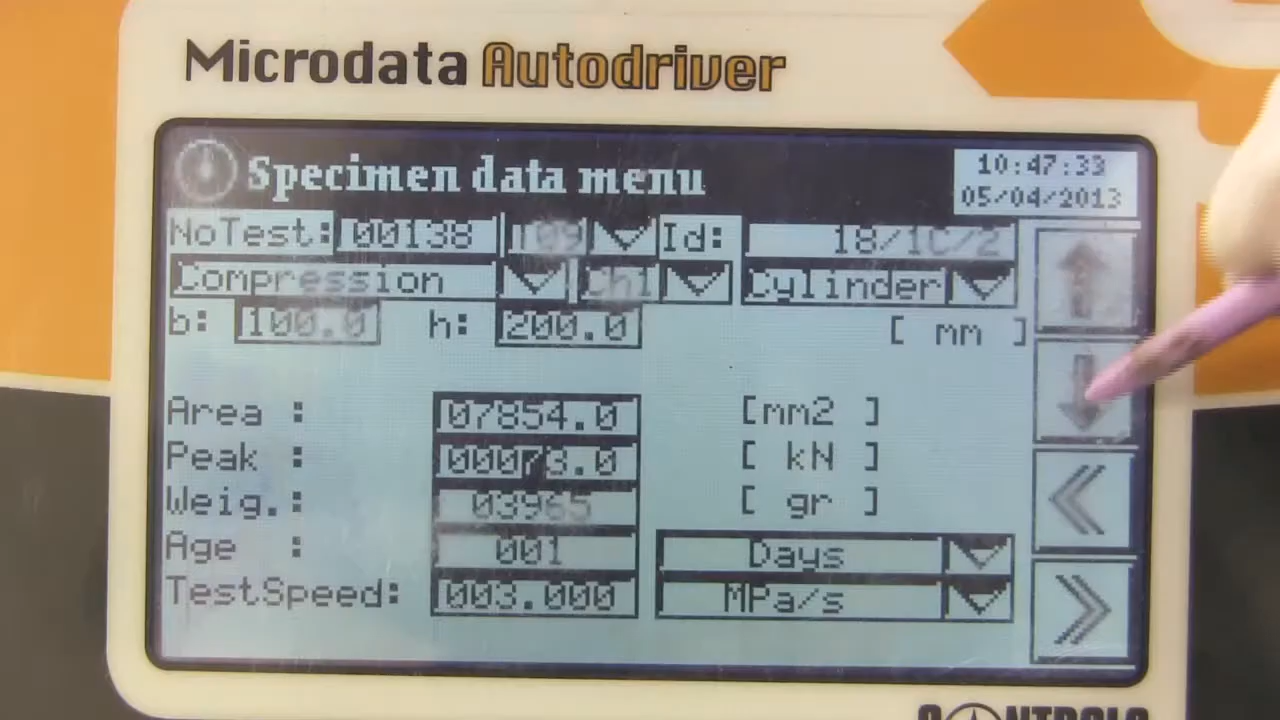 Microdata Autodriver
Specimen data menu
10:47:33
05/04/2013
NoTest: 00138 Id: 18/1C/2
Compression Ch1 Cylinder
b: 100.0 h: 200.0 [ mm ]
Area : 07854.0 [mm2 ]
Peak : 00073.0 [ kN ]
Weig.: 03965 [ gr ]
Age : 001 Days
TestSpeed: 003.000 MPa/s
CONTROLS